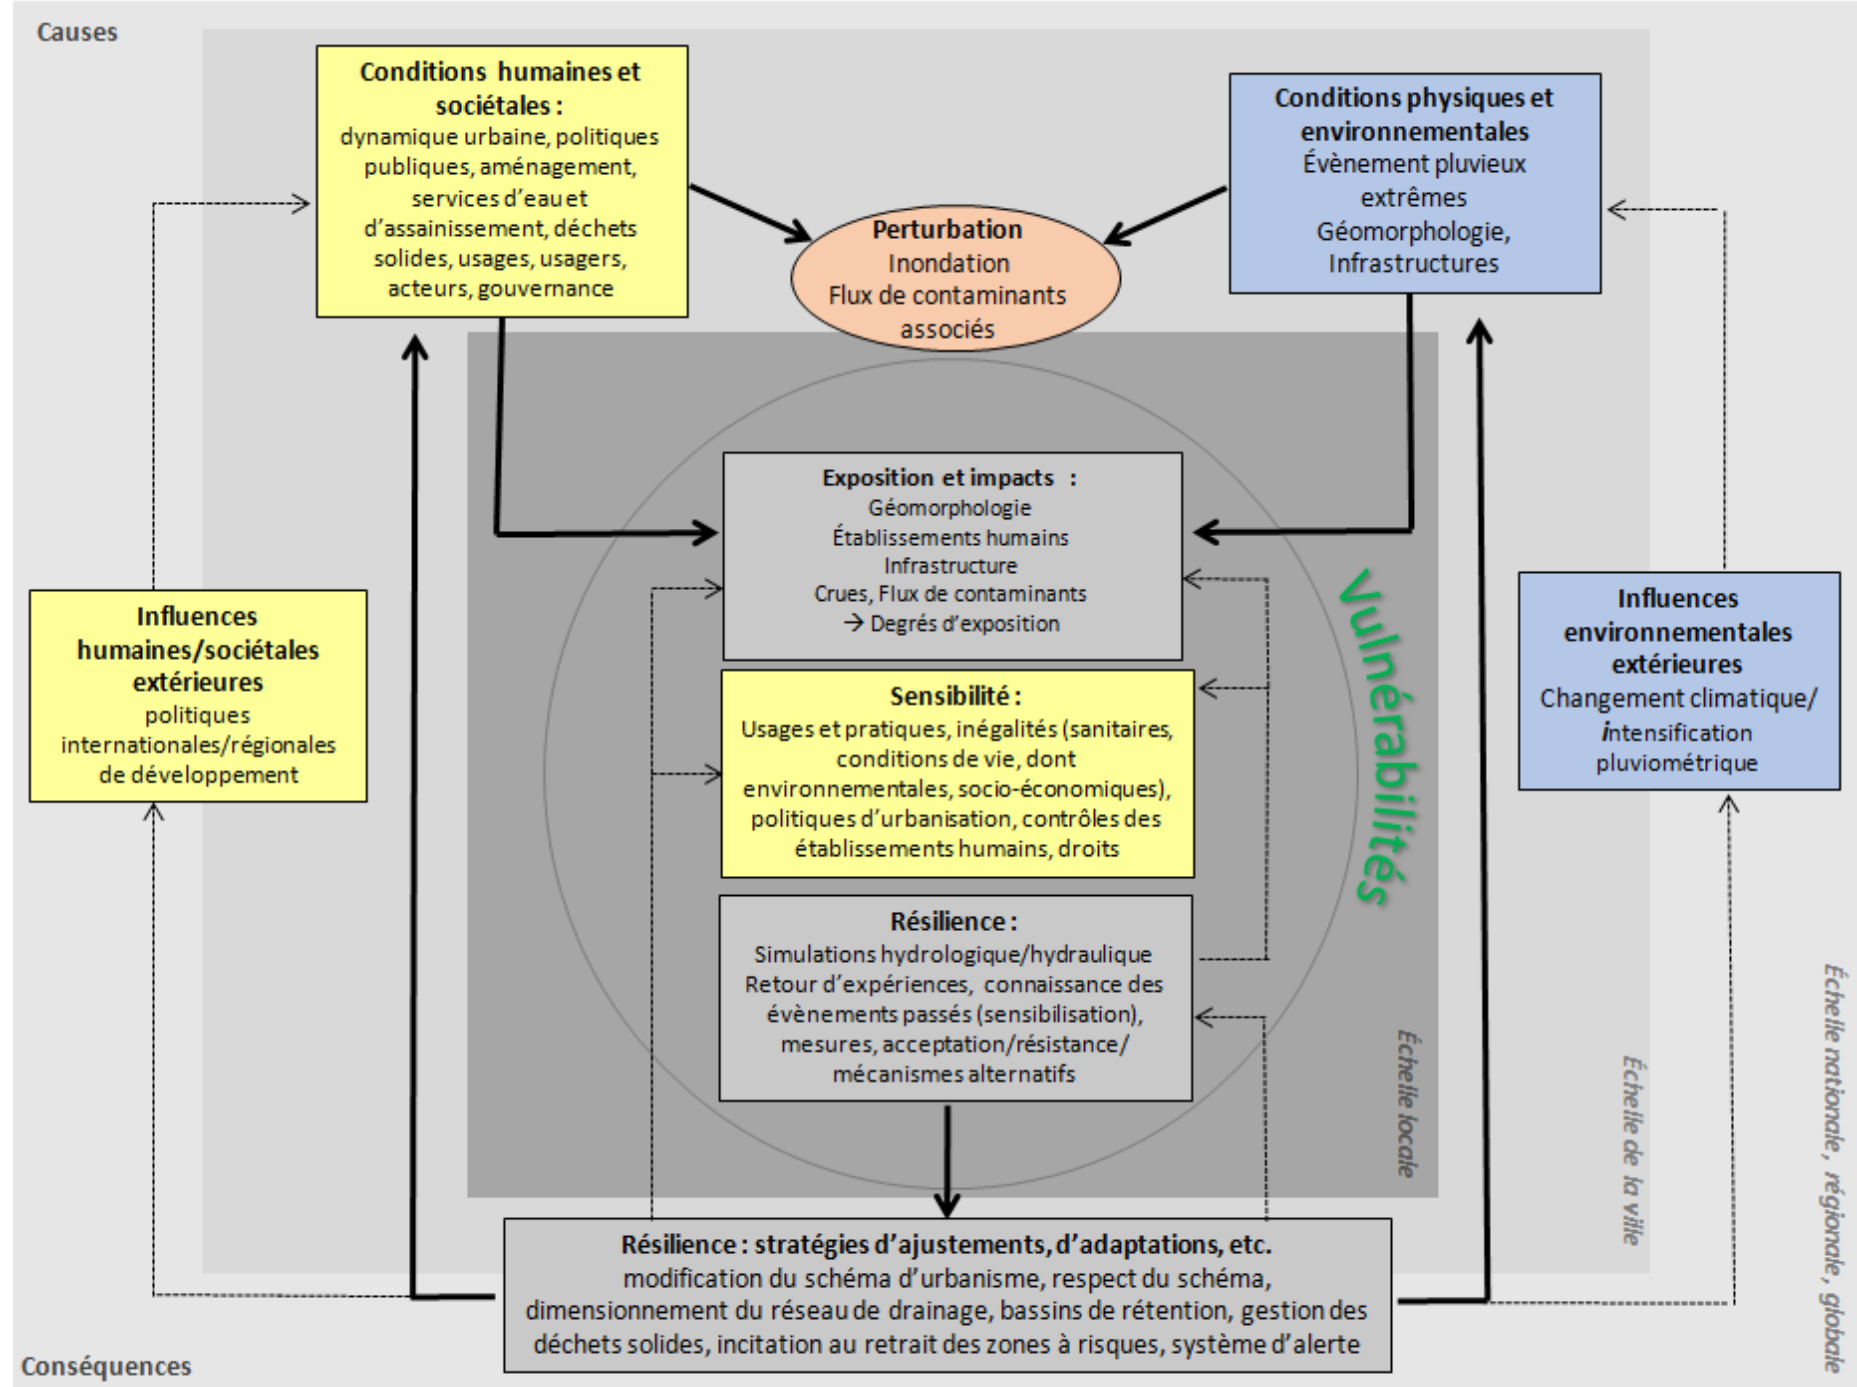 Causes
Conditions humaines et
sociétales :
dynamique urbaine, politiques
publiques, aménagement,
services d'eau et
d'assainissement, déchets
solides, usages, usagers,
acteurs, gouvernance
Conditions physiques et
environnementales
Évènement pluvieux
extrêmes
Géomorphologie,
Infrastructures
Perturbation
Inondation
Flux de contaminants
associés
Exposition et impacts :
Géomorphologie
Établissements humains
Infrastructure
Crues, Flux de contaminants
→ Degrés d'exposition
Influences
humaines/sociétales
extérieures
politiques
internationales/régionales
de développement
Sensibilité :
Usages et pratiques, inégalités (sanitaires,
conditions de vie, dont
environnementales, socio-économiques),
politiques d'urbanisation, contrôles des
établissements humains, droits
Vulnérabilités
Influences
environnementales
extérieures
Changement climatique/
intensification
pluviométrique
Résilience :
Simulations hydrologique/hydraulique
Retour d'expériences, connaissance des
évènements passés (sensibilisation),
mesures, acceptation/résistance/
mécanismes alternatifs
Échelle locale
Échelle de la ville
Échelle nationale, régionale, globale
Résilience : stratégies d'ajustements, d'adaptations, etc.
modification du schéma d'urbanisme, respect du schéma,
dimensionnement du réseau de drainage, bassins de rétention, gestion des
déchets solides, incitation au retrait des zones à risques, système d'alerte
Conséquences